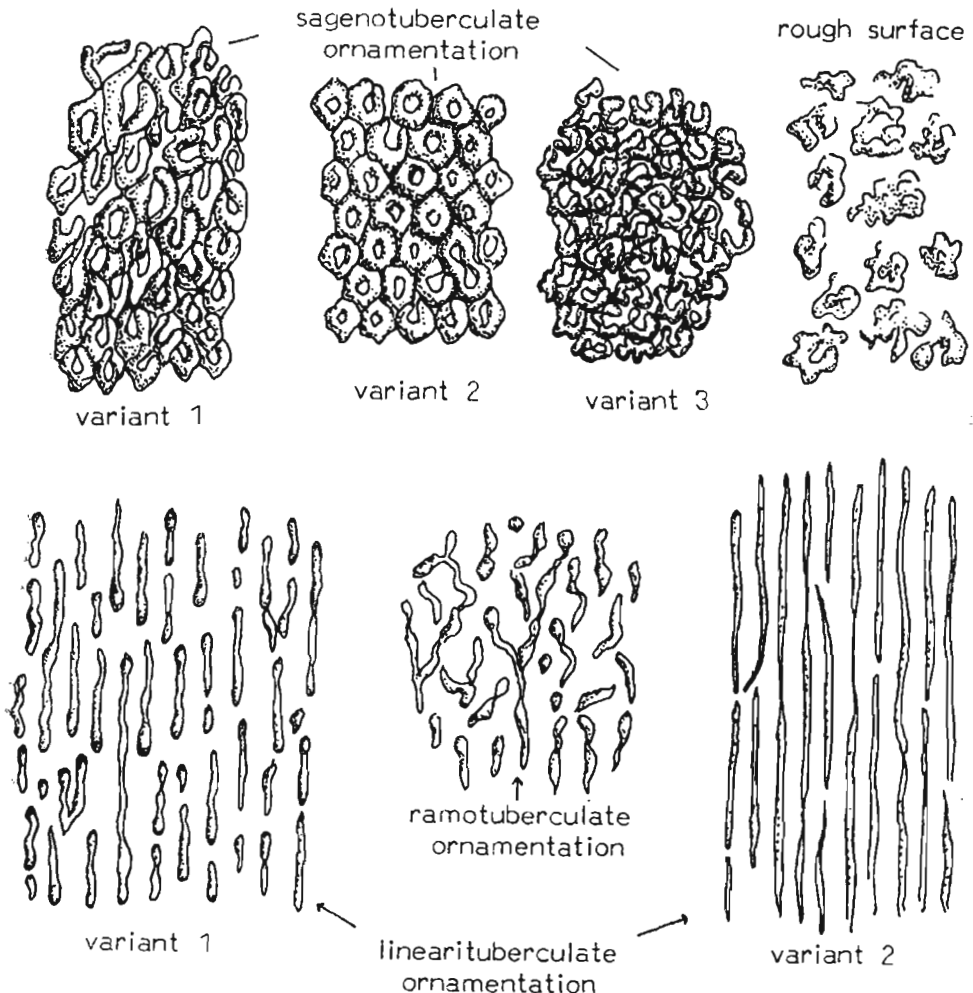 sagenotuberculate
ornamentation
rough surface
variant 1
variant 2
variant 3
ramotuberculate
ornamentation
variant 1
linearituberculate
ornamentation
variant 2